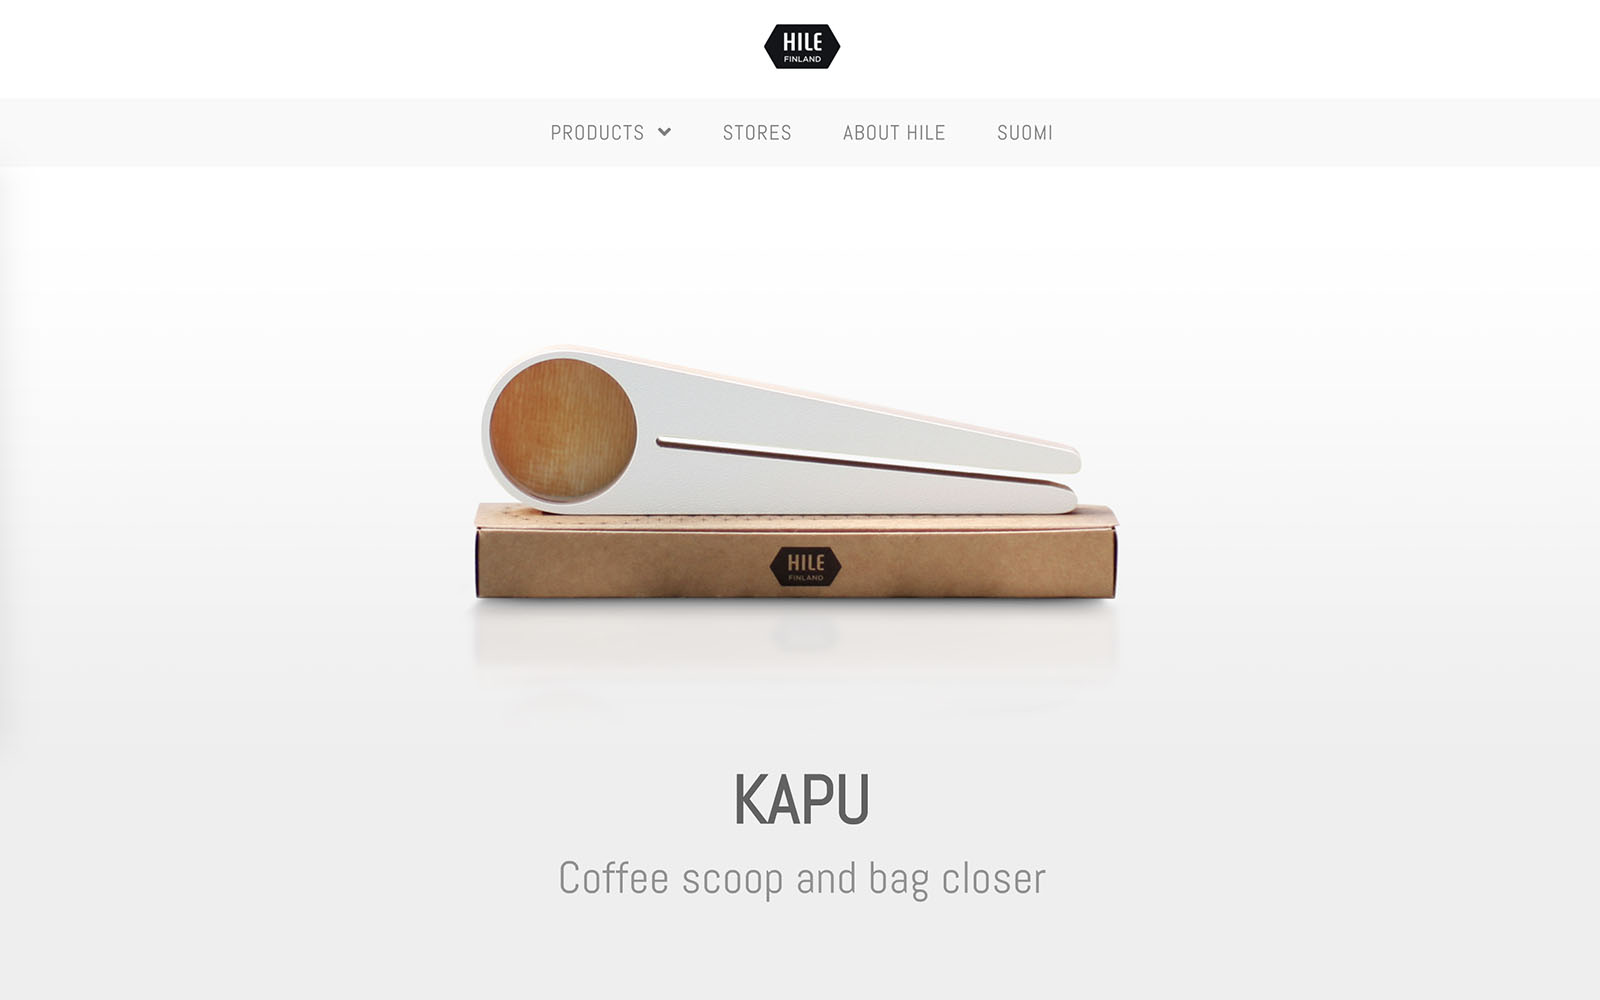 HILE
FINLAND
PRODUCTS
STORES
ABOUT HILE
SUOMI
HILE
FINLAND
KAPU
Coffee scoop and bag closer